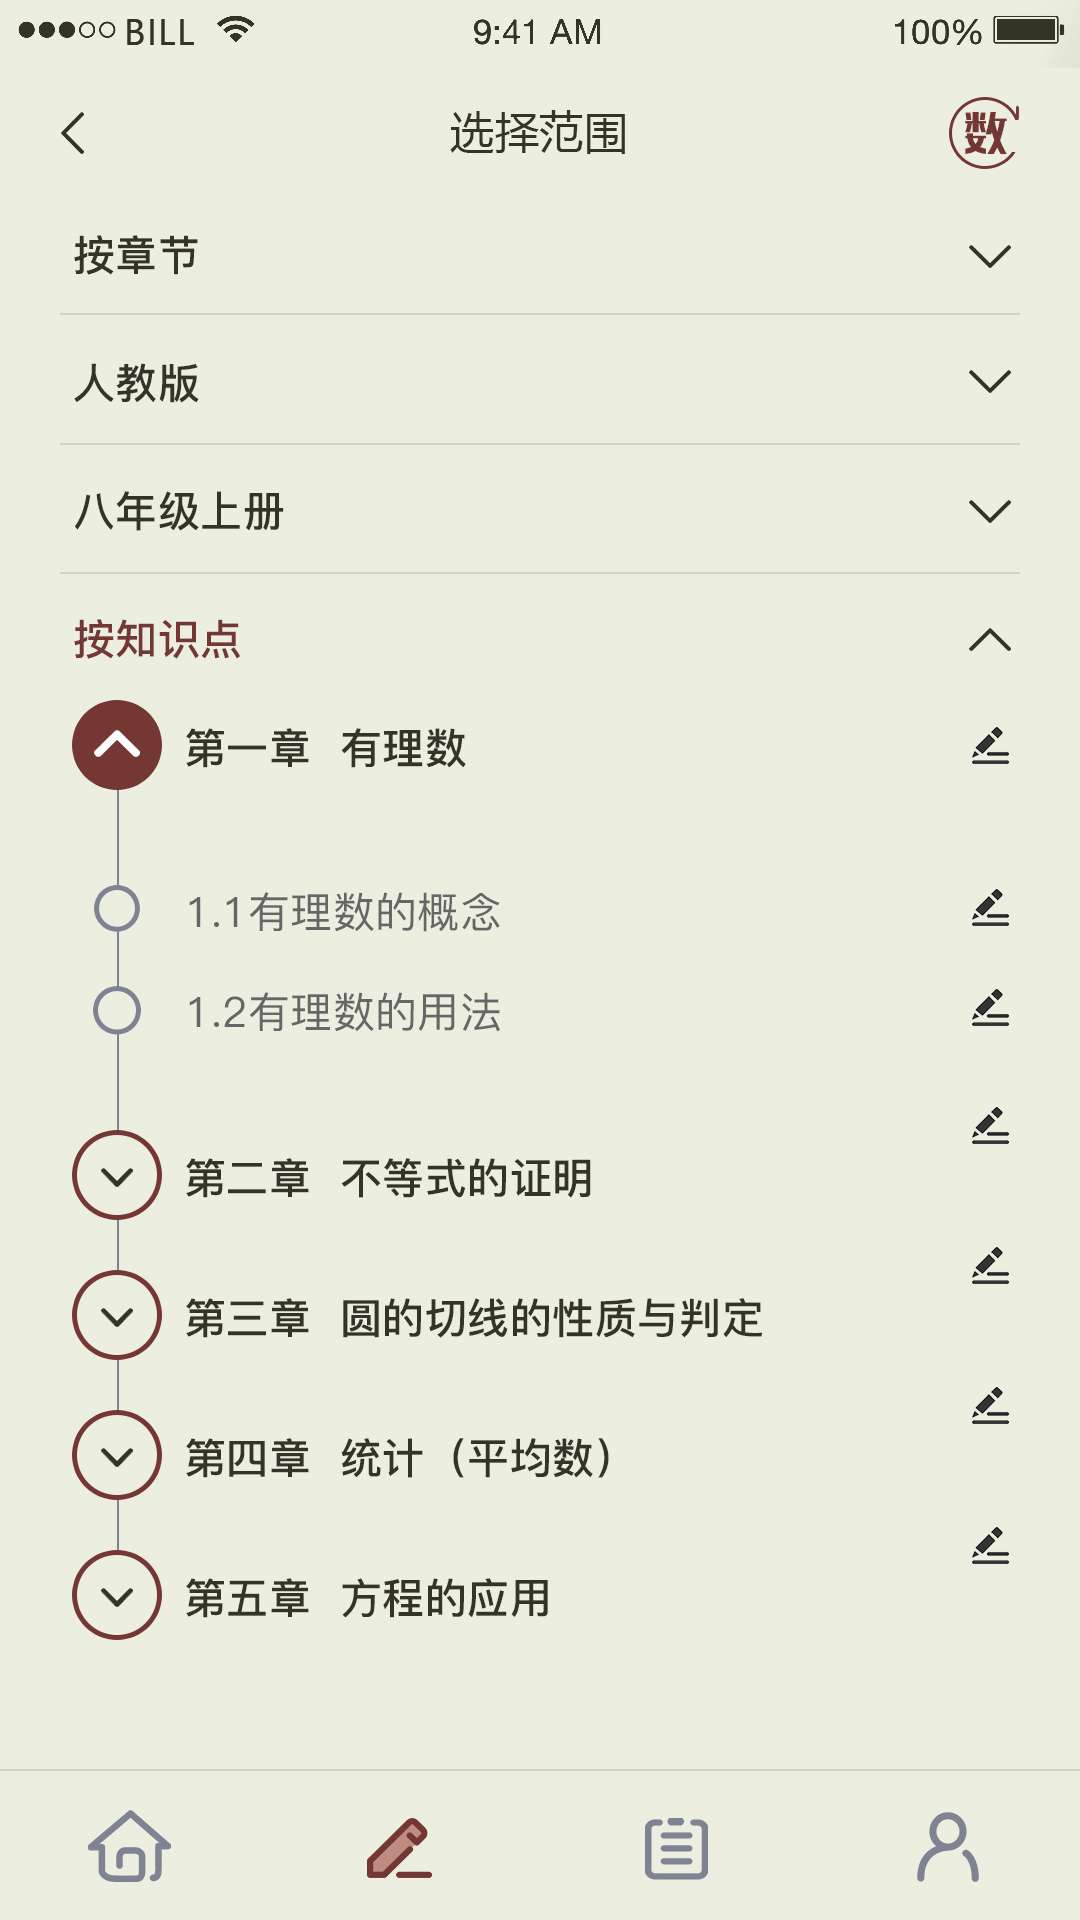 BILL 9:41 AM 100%
选择范围 数
按章节
人教版
八年级上册
按知识点
第一章 有理数
1.1有理数的概念
1.2有理数的用法
第二章 不等式的证明
第三章 圆的切线的性质与判定
第四章 统计（平均数）
第五章 方程的应用